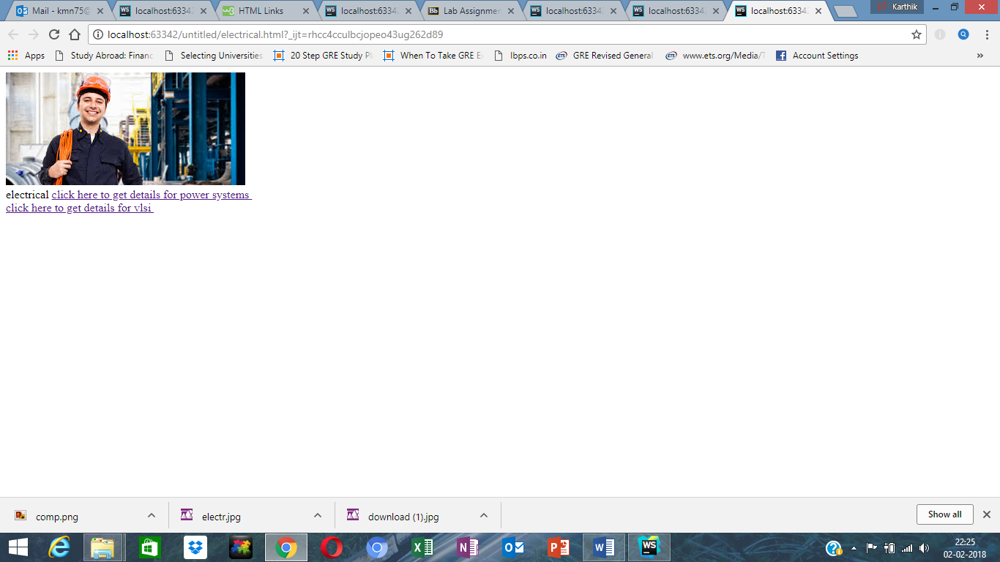 Mail - kmn75@
localhost:6334
HTML Links
localhost:6334
Lab Assignmen
localhost:6334
localhost:6334
localhost:6334
Karthik
localhost:63342/untitled/electrical.html?_ijt=rhcc4cculbcjopeo43ug262d89
Apps
Study Abroad: Financ
Selecting Universities
20 Step GRE Study Pl
When To Take GRE E
Ibps.co.in
GRE Revised General
www.ets.org/Media/T
Account Settings
electrical click here to get details for power systems
click here to get details for vlsi
comp.png
electr.jpg
download (1).jpg
Show all
22:25
02-02-2018